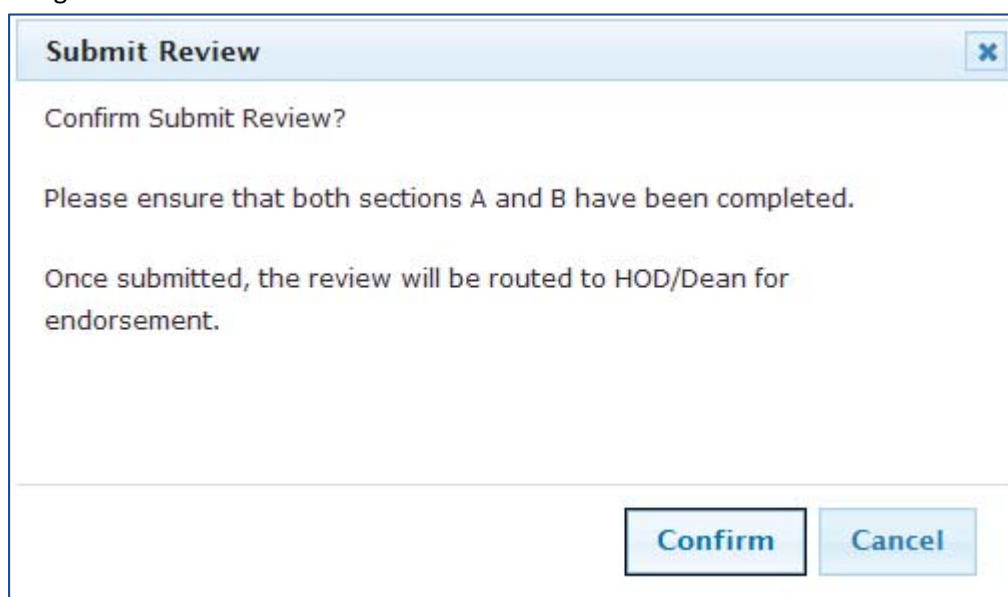 Submit Review
Confirm Submit Review?
Please ensure that both sections A and B have been completed.
Once submitted, the review will be routed to HOD/Dean for
endorsement.
Confirm
Cancel